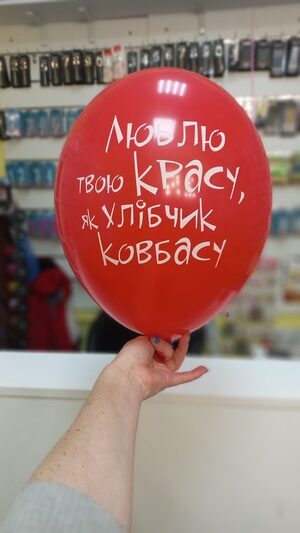 Люблю
твою красу,
як хлібчик
ковбасу